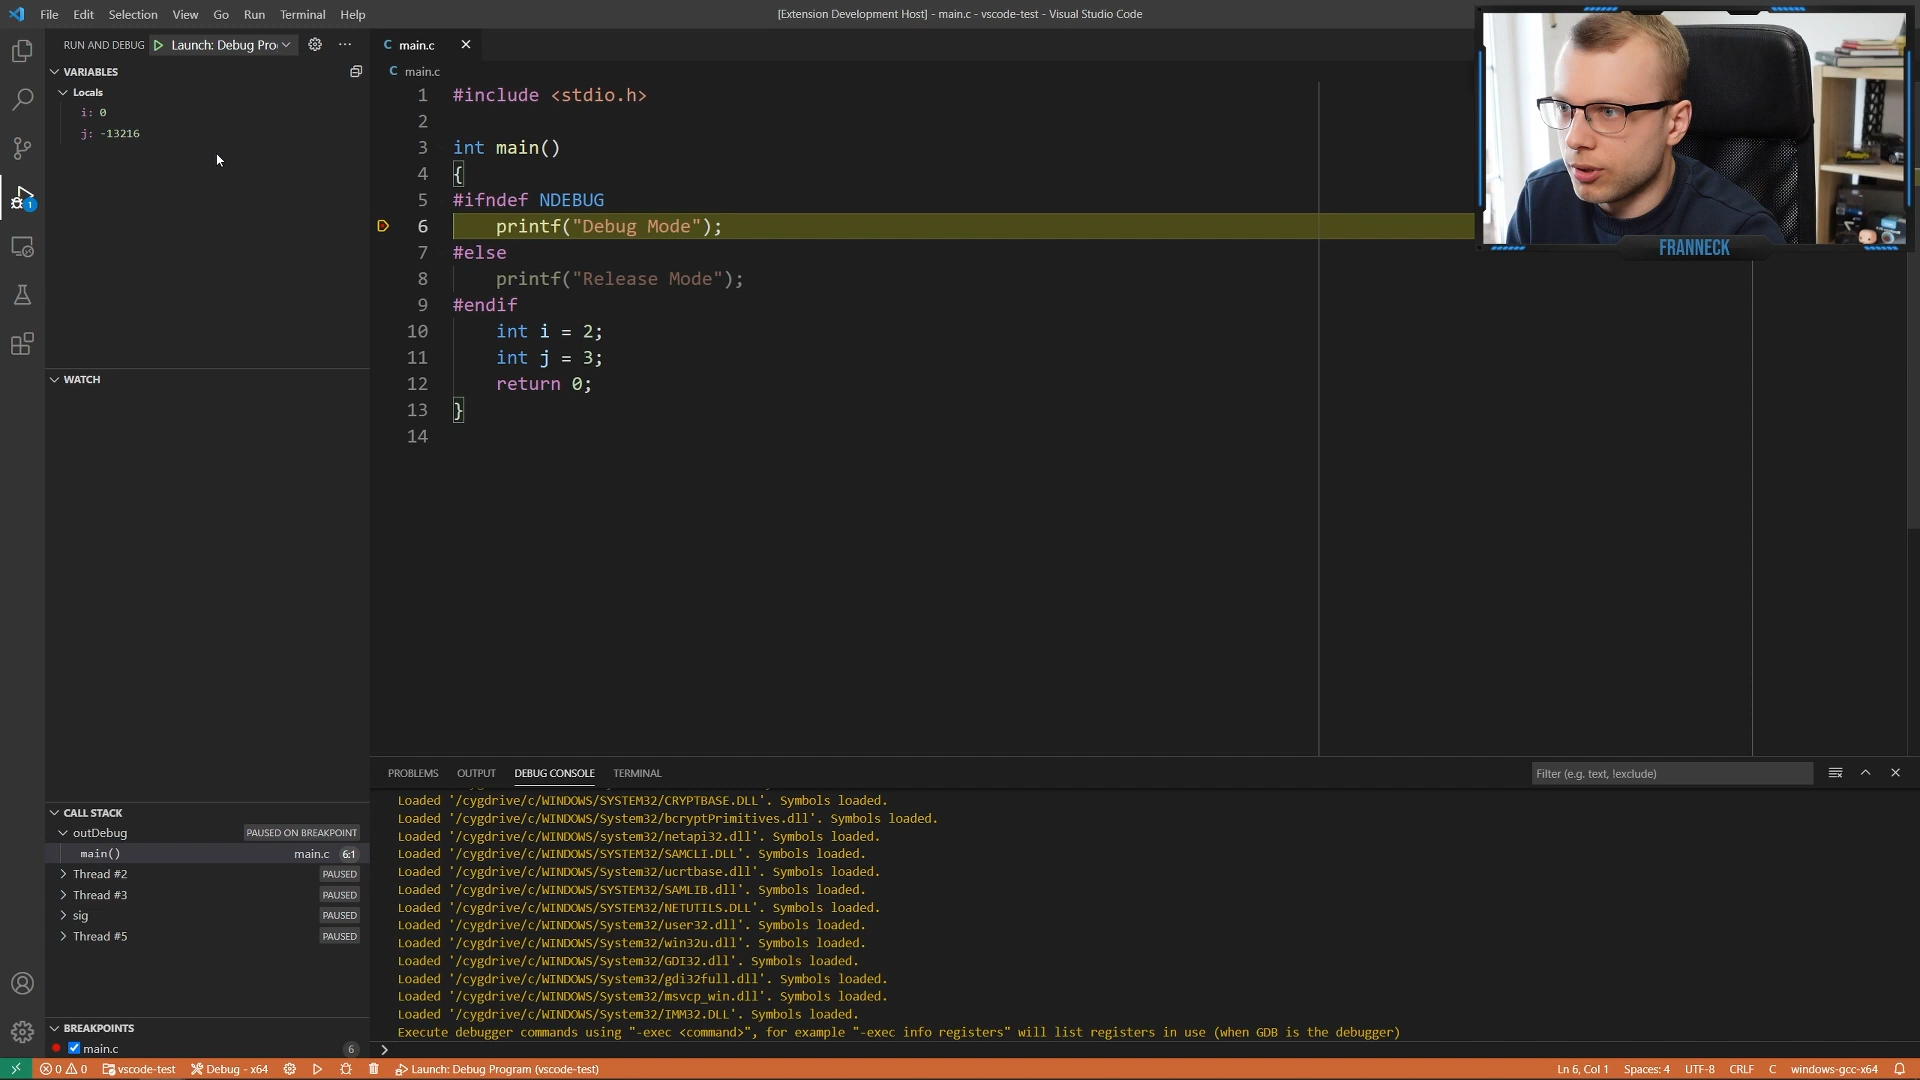 File Edit Selection View Go Run Terminal Help
[Extension Development Host] - main.c - vscode-test - Visual Studio Code
RUN AND DEBUG Launch: Debug Pro
VARIABLES
Locals
i: 0
j: -13216
WATCH
CALL STACK
outDebug PAUSED ON BREAKPOINT
main() main.c 6:1
Thread #2 PAUSED
Thread #3 PAUSED
sig PAUSED
Thread #5 PAUSED
BREAKPOINTS
main.c 6
1
main.c
main.c
1 #include <stdio.h>
2
3 int main()
4 {
5 #ifndef NDEBUG
6 printf("Debug Mode");
7 #else
8 printf("Release Mode");
9 #endif
10 int i = 2;
11 int j = 3;
12 return 0;
13 }
14
FRANNECK
PROBLEMS OUTPUT DEBUG CONSOLE TERMINAL
Filter (e.g. text, !exclude)
Loaded '/cygdrive/c/WINDOWS/SYSTEM32/CRYPTBASE.DLL'. Symbols loaded.
Loaded '/cygdrive/c/WINDOWS/System32/bcryptPrimitives.dll'. Symbols loaded.
Loaded '/cygdrive/c/WINDOWS/system32/netapi32.dll'. Symbols loaded.
Loaded '/cygdrive/c/WINDOWS/SYSTEM32/SAMCLI.DLL'. Symbols loaded.
Loaded '/cygdrive/c/WINDOWS/System32/ucrtbase.dll'. Symbols loaded.
Loaded '/cygdrive/c/WINDOWS/SYSTEM32/SAMLIB.dll'. Symbols loaded.
Loaded '/cygdrive/c/WINDOWS/SYSTEM32/NETUTILS.DLL'. Symbols loaded.
Loaded '/cygdrive/c/WINDOWS/System32/user32.dll'. Symbols loaded.
Loaded '/cygdrive/c/WINDOWS/System32/win32u.dll'. Symbols loaded.
Loaded '/cygdrive/c/WINDOWS/System32/GDI32.dll'. Symbols loaded.
Loaded '/cygdrive/c/WINDOWS/System32/gdi32full.dll'. Symbols loaded.
Loaded '/cygdrive/c/WINDOWS/System32/msvcp_win.dll'. Symbols loaded.
Loaded '/cygdrive/c/WINDOWS/System32/IMM32.DLL'. Symbols loaded.
Execute debugger commands using "-exec <command>", for example "-exec info registers" will list registers in use (when GDB is the debugger)
0 0 vscode-test Debug - x64 Launch: Debug Program (vscode-test) Ln 6, Col 1 Spaces: 4 UTF-8 CRLF C windows-gcc-x64